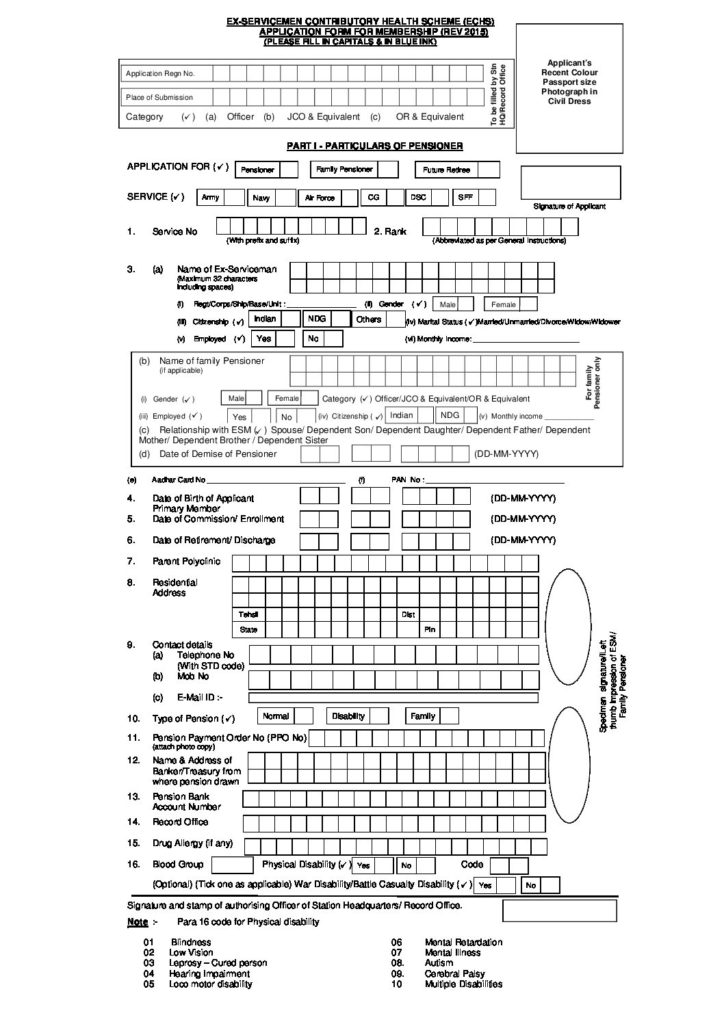 EX-SERVICEMEN CONTRIBUTORY HEALTH SCHEME (ECHS)
APPLICATION FORM FOR MEMBERSHIP (REV 2015)
(PLEASE FILL IN CAPITALS & IN BLUE INK)
Applicant's
Recent Colour
Passport size
Photograph in
Civil Dress
Application Regn No.
Place of Submission
To be filled by Stn
HQ/Record Office
Category (✓) (a) Officer (b) JCO & Equivalent (c) OR & Equivalent
PART I - PARTICULARS OF PENSIONER
APPLICATION FOR (✓) Pensioner Family Pensioner Future Retiree
SERVICE (✓) Army Navy Air Force CG DSC SFF
Signature of Applicant
1. Service No 2. Rank
(With prefix and suffix) (Abbreviated as per General Instructions)
3. (a) Name of Ex-Serviceman
(Maximum 32 characters
including spaces)
(i) Regt/Corps/Ship/Base/Unit : (ii) Gender (✓) Male Female
(iii) Citizenship (✓) Indian NDG Others (iv) Marital Status (✓)Married/Unmarried/Divorce/Widow/Widower
(v) Employed (✓) Yes No (vi) Monthly Income:
(b) Name of family Pensioner
(if applicable)
For family
Pensioner only
(i) Gender (✓) Male Female Category (✓) Officer/JCO & Equivalent/OR & Equivalent
(iii) Employed (✓) Yes No (iv) Citizenship (✓) Indian NDG (v) Monthly income
(c) Relationship with ESM (✓) Spouse/ Dependent Son/ Dependent Daughter/ Dependent Father/ Dependent
Mother/ Dependent Brother / Dependent Sister
(d) Date of Demise of Pensioner (DD-MM-YYYY)
(e) Aadhar Card No (f) PAN No :
4. Date of Birth of Applicant (DD-MM-YYYY)
Primary Member
5. Date of Commission/ Enrollment (DD-MM-YYYY)
6. Date of Retirement/ Discharge (DD-MM-YYYY)
7. Parent Polyclinic
8. Residential
Address
Tehsil Dist
State Pin
9. Contact details
(a) Telephone No
(With STD code)
(b) Mob No
(c) E-Mail ID :-
Specimen signature/Left
thumb impression of ESM/
Family Pensioner
10. Type of Pension (✓) Normal Disability Family
11. Pension Payment Order No (PPO No)
(attach photo copy)
12. Name & Address of
Banker/Treasury from
where pension drawn
13. Pension Bank
Account Number
14. Record Office
15. Drug Allergy (if any)
16. Blood Group Physical Disability (✓) Yes No Code
(Optional) (Tick one as applicable) War Disability/Battle Casualty Disability (✓) Yes No
Signature and stamp of authorising Officer of Station Headquarters/ Record Office.
Note :- Para 16 code for Physical disability
01 Blindness 06 Mental Retardation
02 Low Vision 07 Mental Illness
03 Leprosy – Cured person 08. Autism
04 Hearing Impairment 09. Cerebral Palsy
05 Loco motor disability 10 Multiple Disabilities